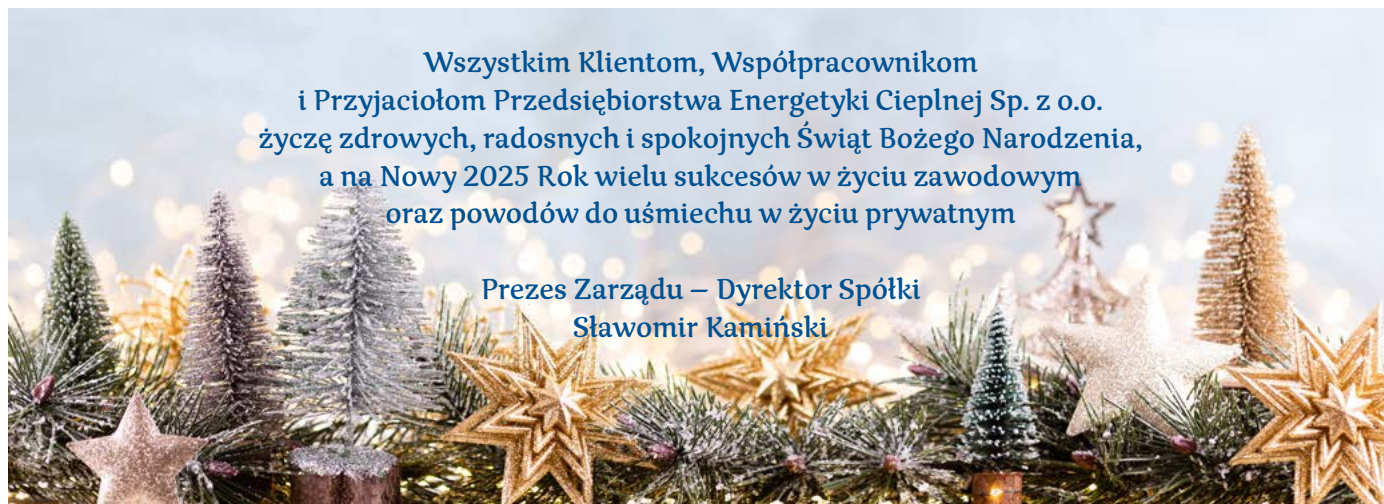 Wszystkim Klientom, Współpracownikom
i Przyjaciołom Przedsiębiorstwa Energetyki Cieplnej Sp. z o.o.
życzę zdrowych, radosnych i spokojnych Świąt Bożego Narodzenia,
a na Nowy 2025 Rok wielu sukcesów w życiu zawodowym
oraz powodów do uśmiechu w życiu prywatnym
Prezes Zarządu – Dyrektor Spółki
Sławomir Kamiński